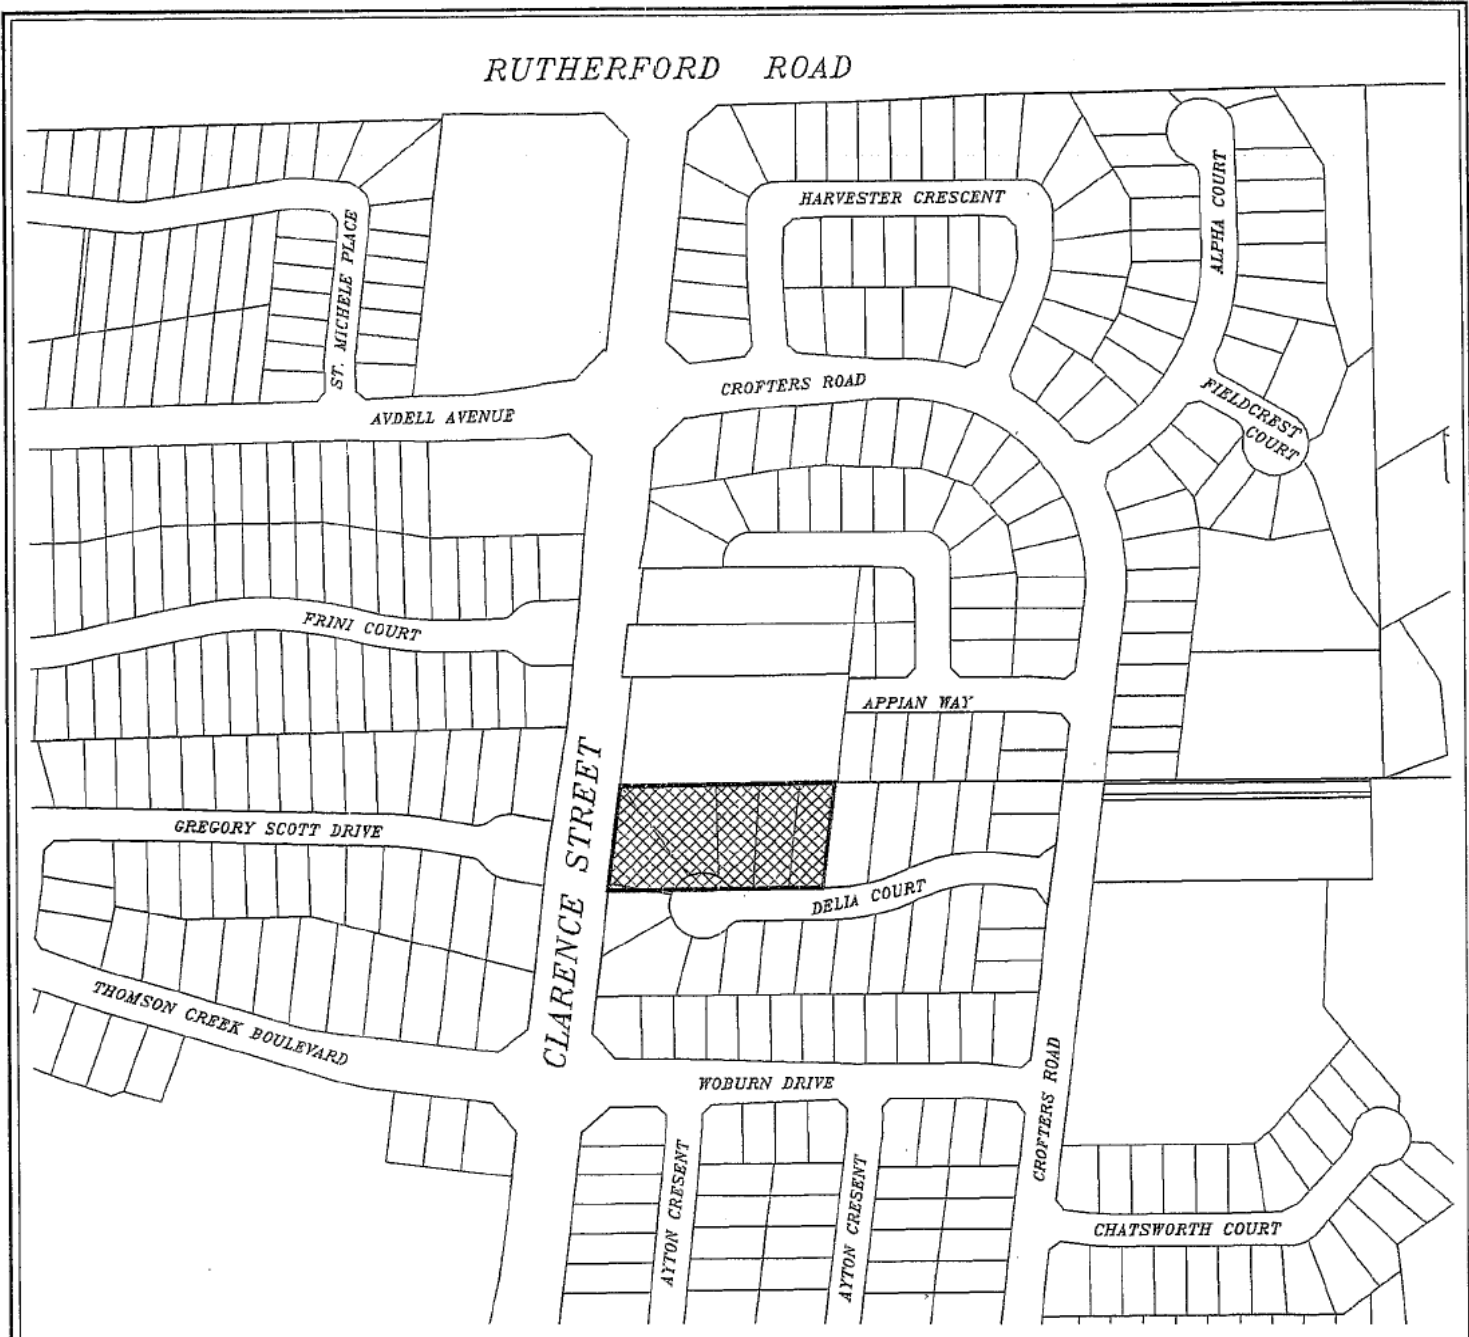 RUTHERFORD ROAD
HARVESTER CRESCENT
ALPHA COURT
ST. MICHELE PLACE
CROFTERS ROAD
AVDELL AVENUE
FIELDCREST
COURT
FRINI COURT
APPIAN WAY
CLARENCE STREET
GREGORY SCOTT DRIVE
DELIA COURT
THOMSON CREEK BOULEVARD
WOBURN DRIVE
CROFTERS ROAD
AYTON CRESENT
AYTON CRESENT
CHATSWORTH COURT